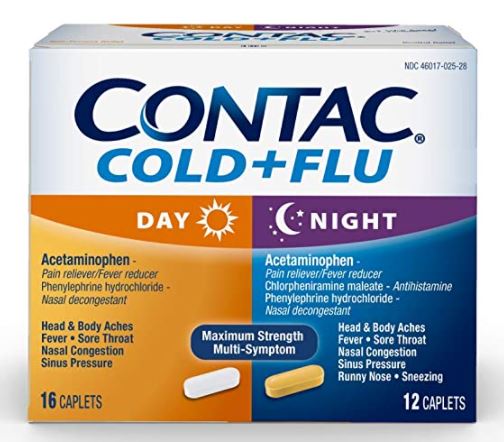 DAY NIGHT
NDC 46017-025-28
CONTAC®
COLD+FLU
DAY
NIGHT
Acetaminophen -
Pain reliever/Fever reducer
Phenylephrine hydrochloride -
Nasal decongestant
Head & Body Aches
Fever • Sore Throat
Nasal Congestion
Sinus Pressure
16 CAPLETS
Maximum Strength
Multi-Symptom
Acetaminophen -
Pain reliever/Fever reducer
Chlorpheniramine maleate - Antihistamine
Phenylephrine hydrochloride -
Nasal decongestant
Head & Body Aches
Fever • Sore Throat
Nasal Congestion
Sinus Pressure
Runny Nose • Sneezing
12 CAPLETS